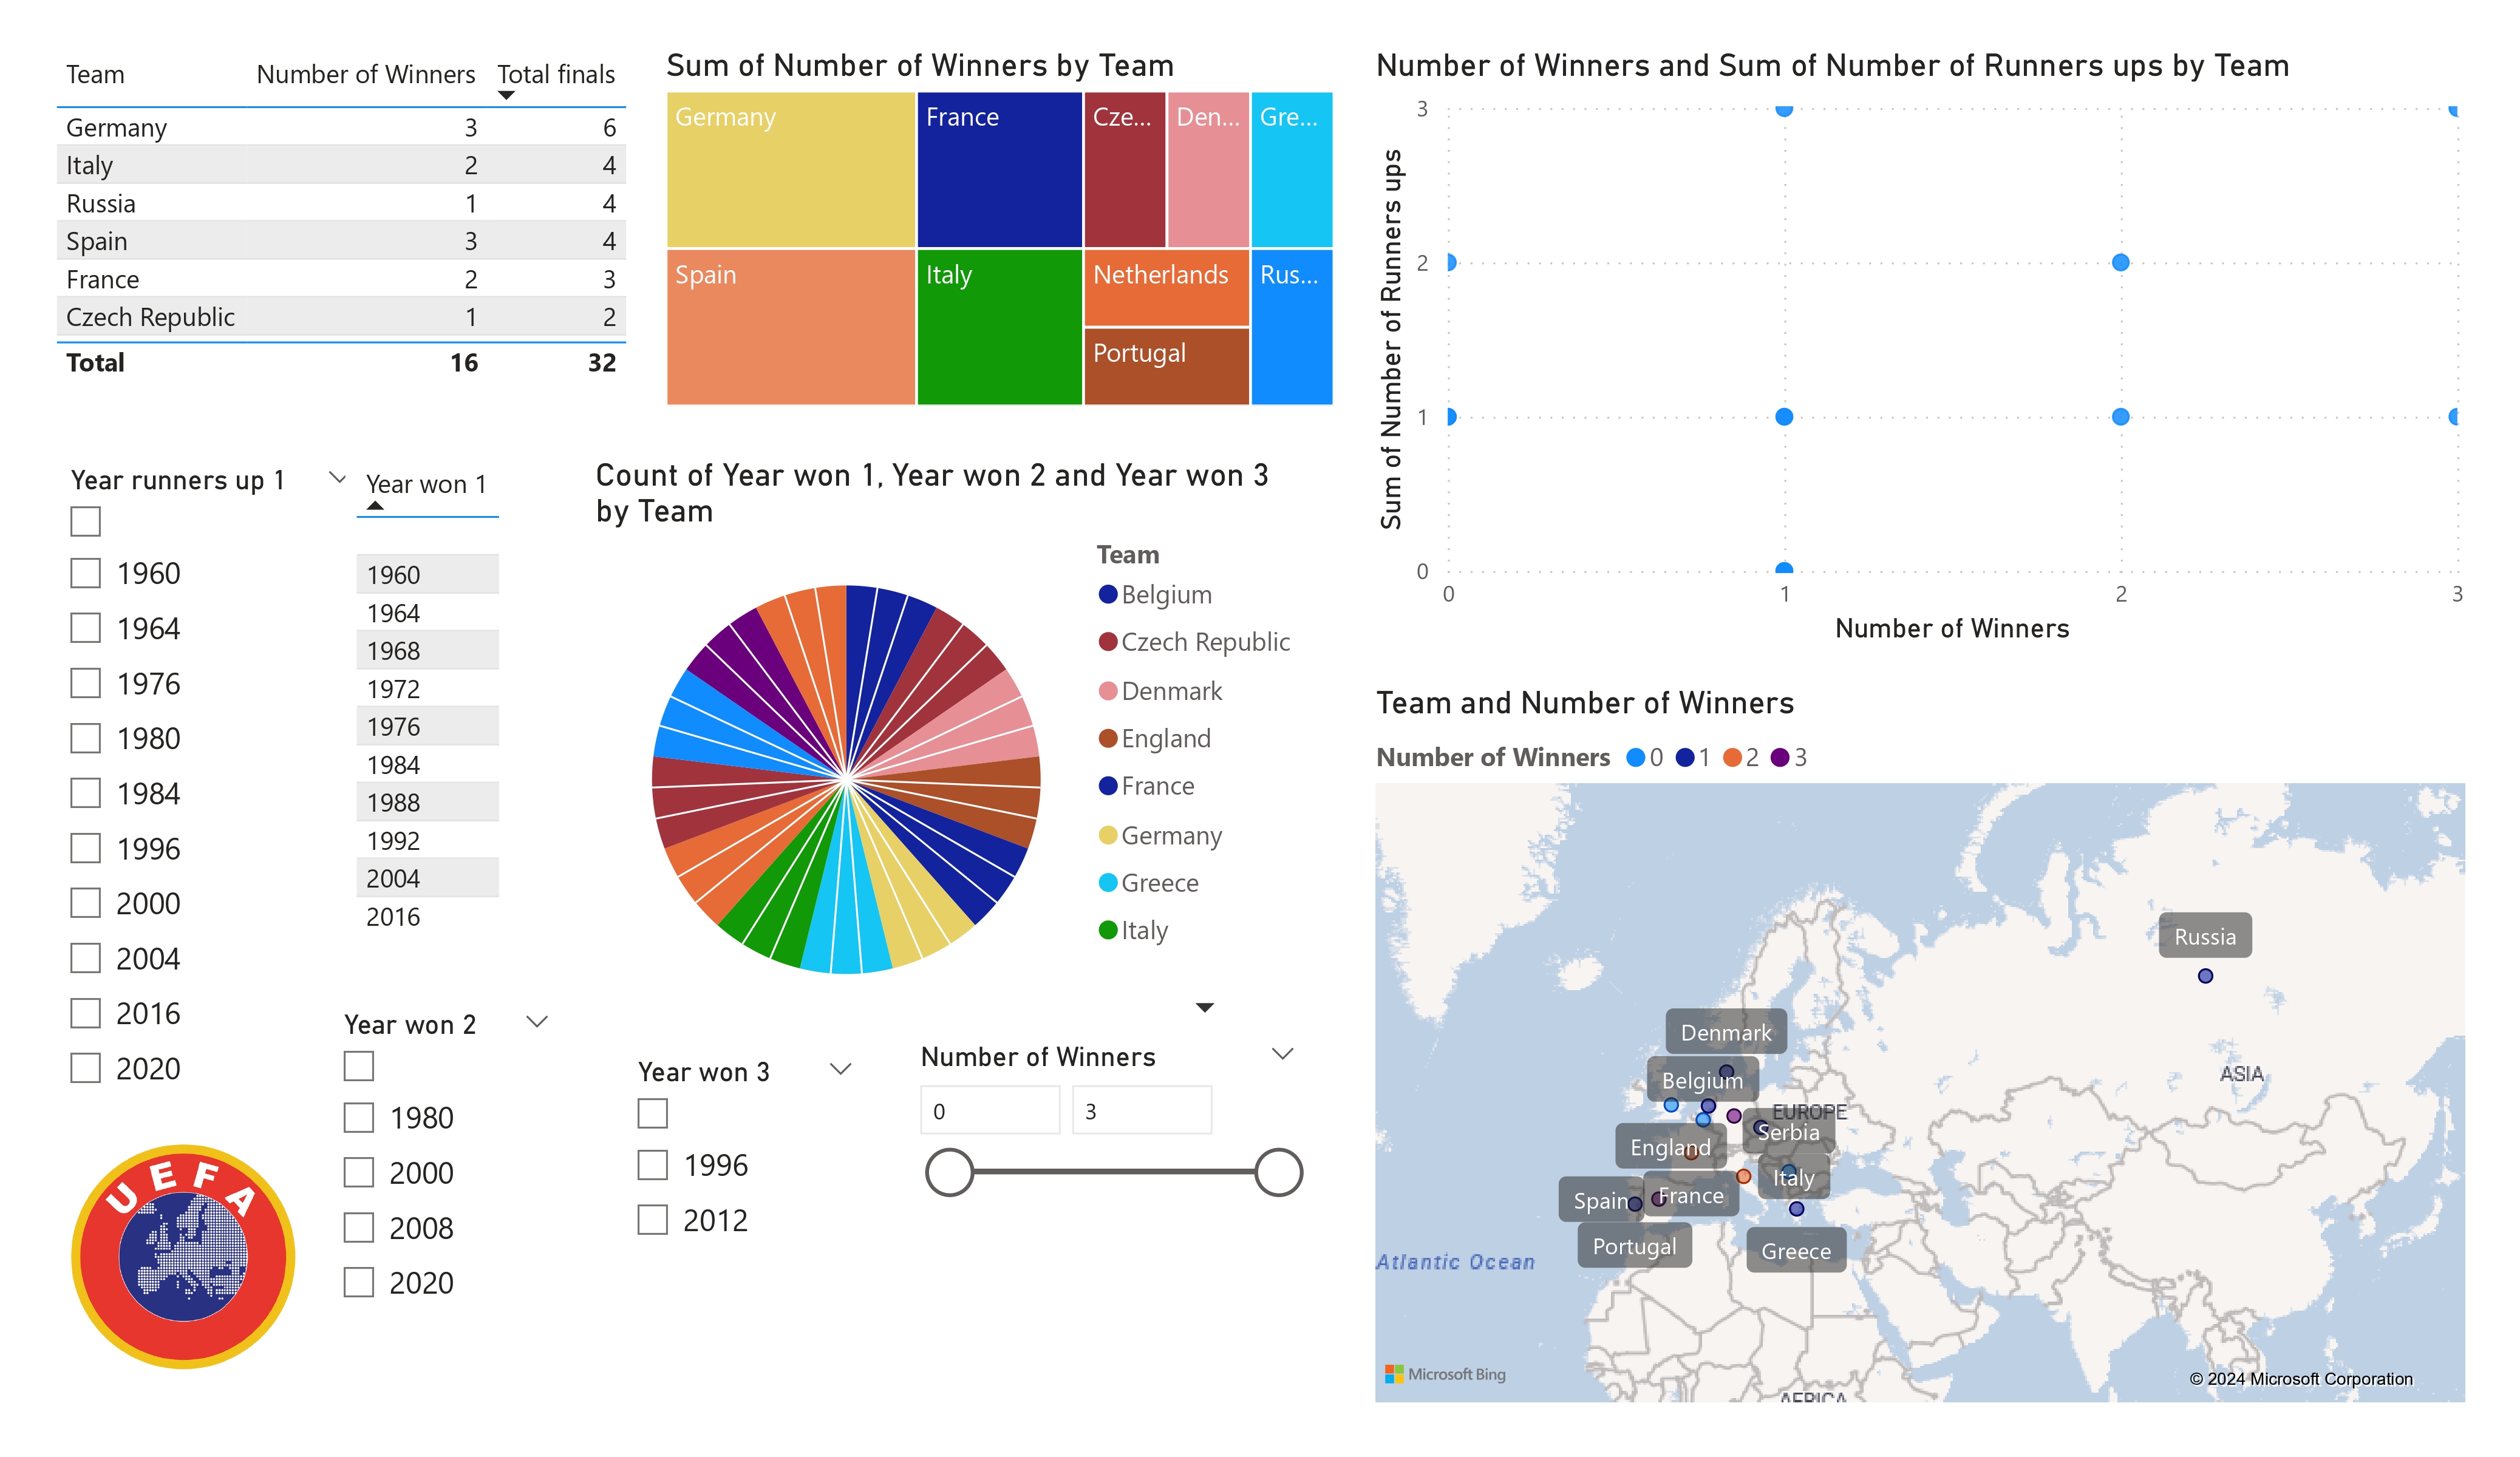 Team Number of Winners Total finals
Germany 3 6
Italy 2 4
Russia 1 4
Spain 3 4
France 2 3
Czech Republic 1 2
Total 16 32
Sum of Number of Winners by Team
Germany
France
Cze...
Den...
Gre...
Spain
Italy
Netherlands
Rus...
Portugal
Number of Winners and Sum of Number of Runners ups by Team
Sum of Number of Runners ups
3
2
1
0
0 1 2 3
Number of Winners
Year runners up 1
1960
1964
1976
1980
1984
1996
2000
2004
2016
2020
Year won 1
1960
1964
1968
1972
1976
1984
1988
1992
2004
2016
Count of Year won 1, Year won 2 and Year won 3
by Team
Team
Belgium
Czech Republic
Denmark
England
France
Germany
Greece
Italy
Year won 2
1980
2000
2008
2020
Year won 3
1996
2012
Number of Winners
0 3
UEFA
Team and Number of Winners
Number of Winners 0 1 2 3
Russia
Denmark
ASIA
Belgium
EUROPE
Serbia
England
Italy
Spain
France
Portugal
Greece
Atlantic Ocean
Microsoft Bing
© 2024 Microsoft Corporation
AFRICA